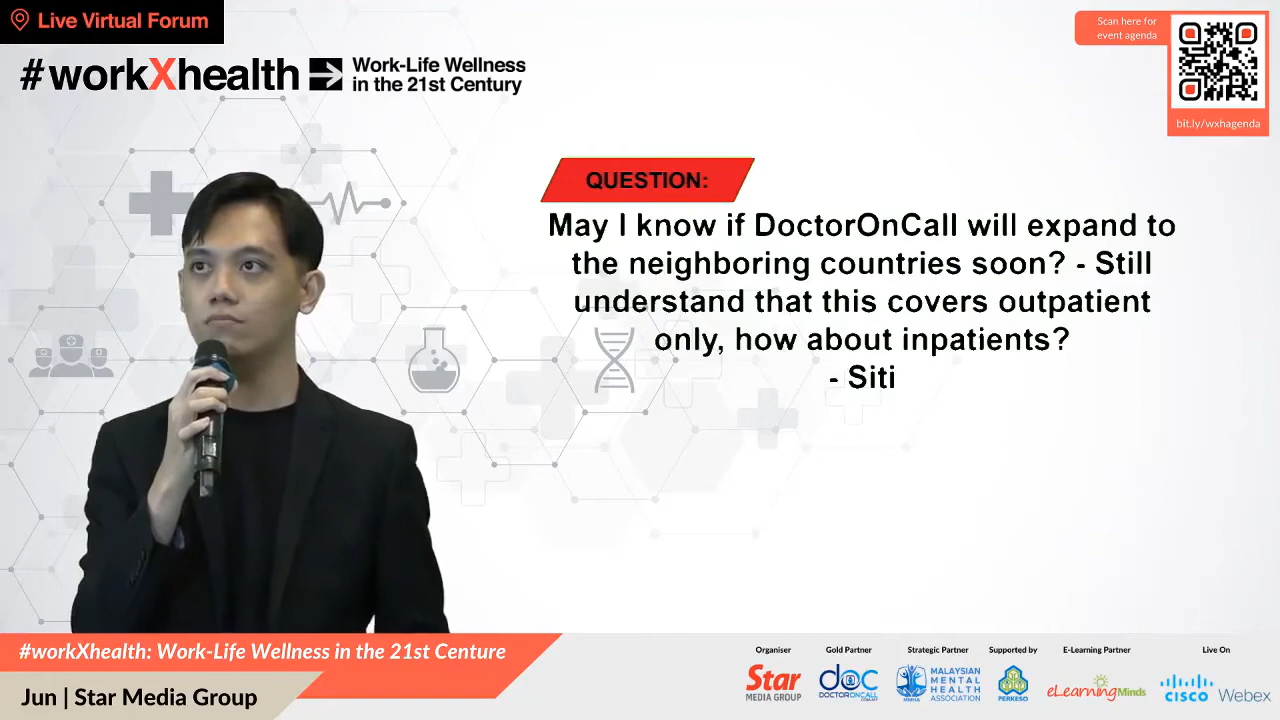 Live Virtual Forum
Scan here for
event agenda
#workXhealth
Work-Life Wellness
in the 21st Century
bit.ly/wxhagenda
QUESTION:
May I know if DoctorOnCall will expand to
the neighboring countries soon? - Still
understand that this covers outpatient
only, how about inpatients?
- Siti
#workXhealth: Work-Life Wellness in the 21st Centure
Jun | Star Media Group
Organiser
Gold Partner
Strategic Partner
Supported by
E-Learning Partner
Live On
Star
MEDIA GROUP
doc
DOCTORONCALL
MMHA
MALAYSIAN
MENTAL
HEALTH
ASSOCIATION
PERKESO
eLearningMinds
CISCO
Webex